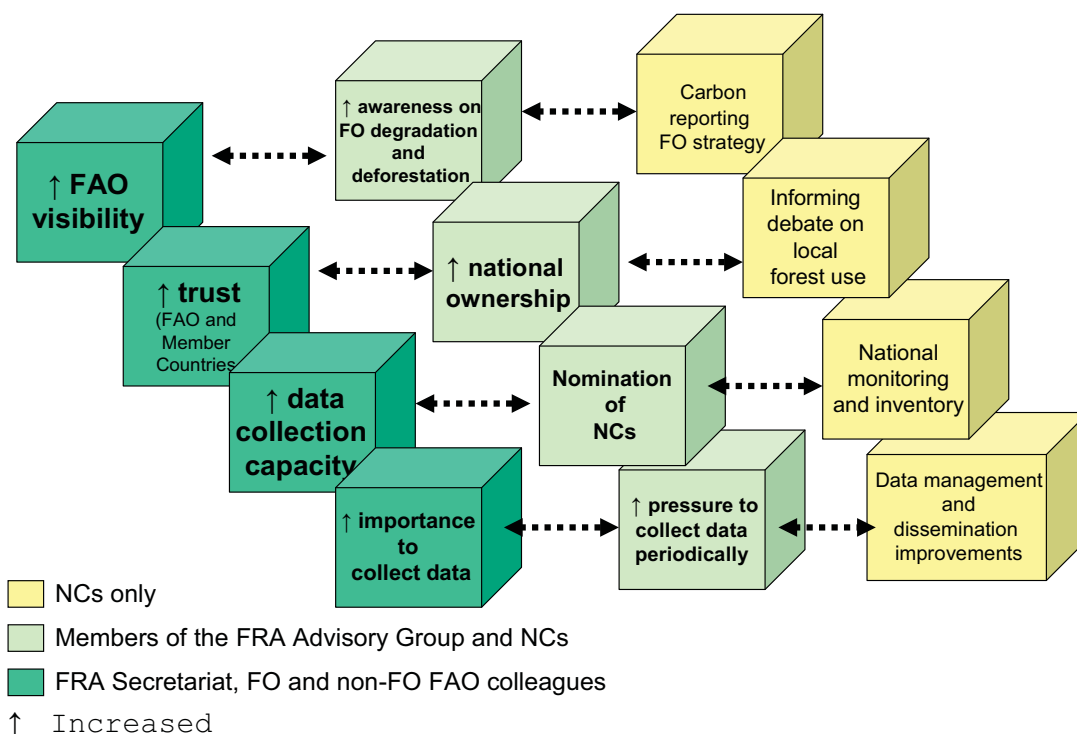 ↑ FAO
visibility
↑ awareness on
FO degradation
and
deforestation
Carbon
reporting
FO strategy
↑ trust
(FAO and
Member
Countries
↑ national
ownership
Informing
debate on
local
forest use
↑ data
collection
capacity
Nomination
of
NCs
National
monitoring
and inventory
↑ importance
to
collect data
↑ pressure to
collect data
periodically
Data management
and
dissemination
improvements
NCs only
Members of the FRA Advisory Group and NCs
FRA Secretariat, FO and non-FO FAO colleagues
↑ Increased